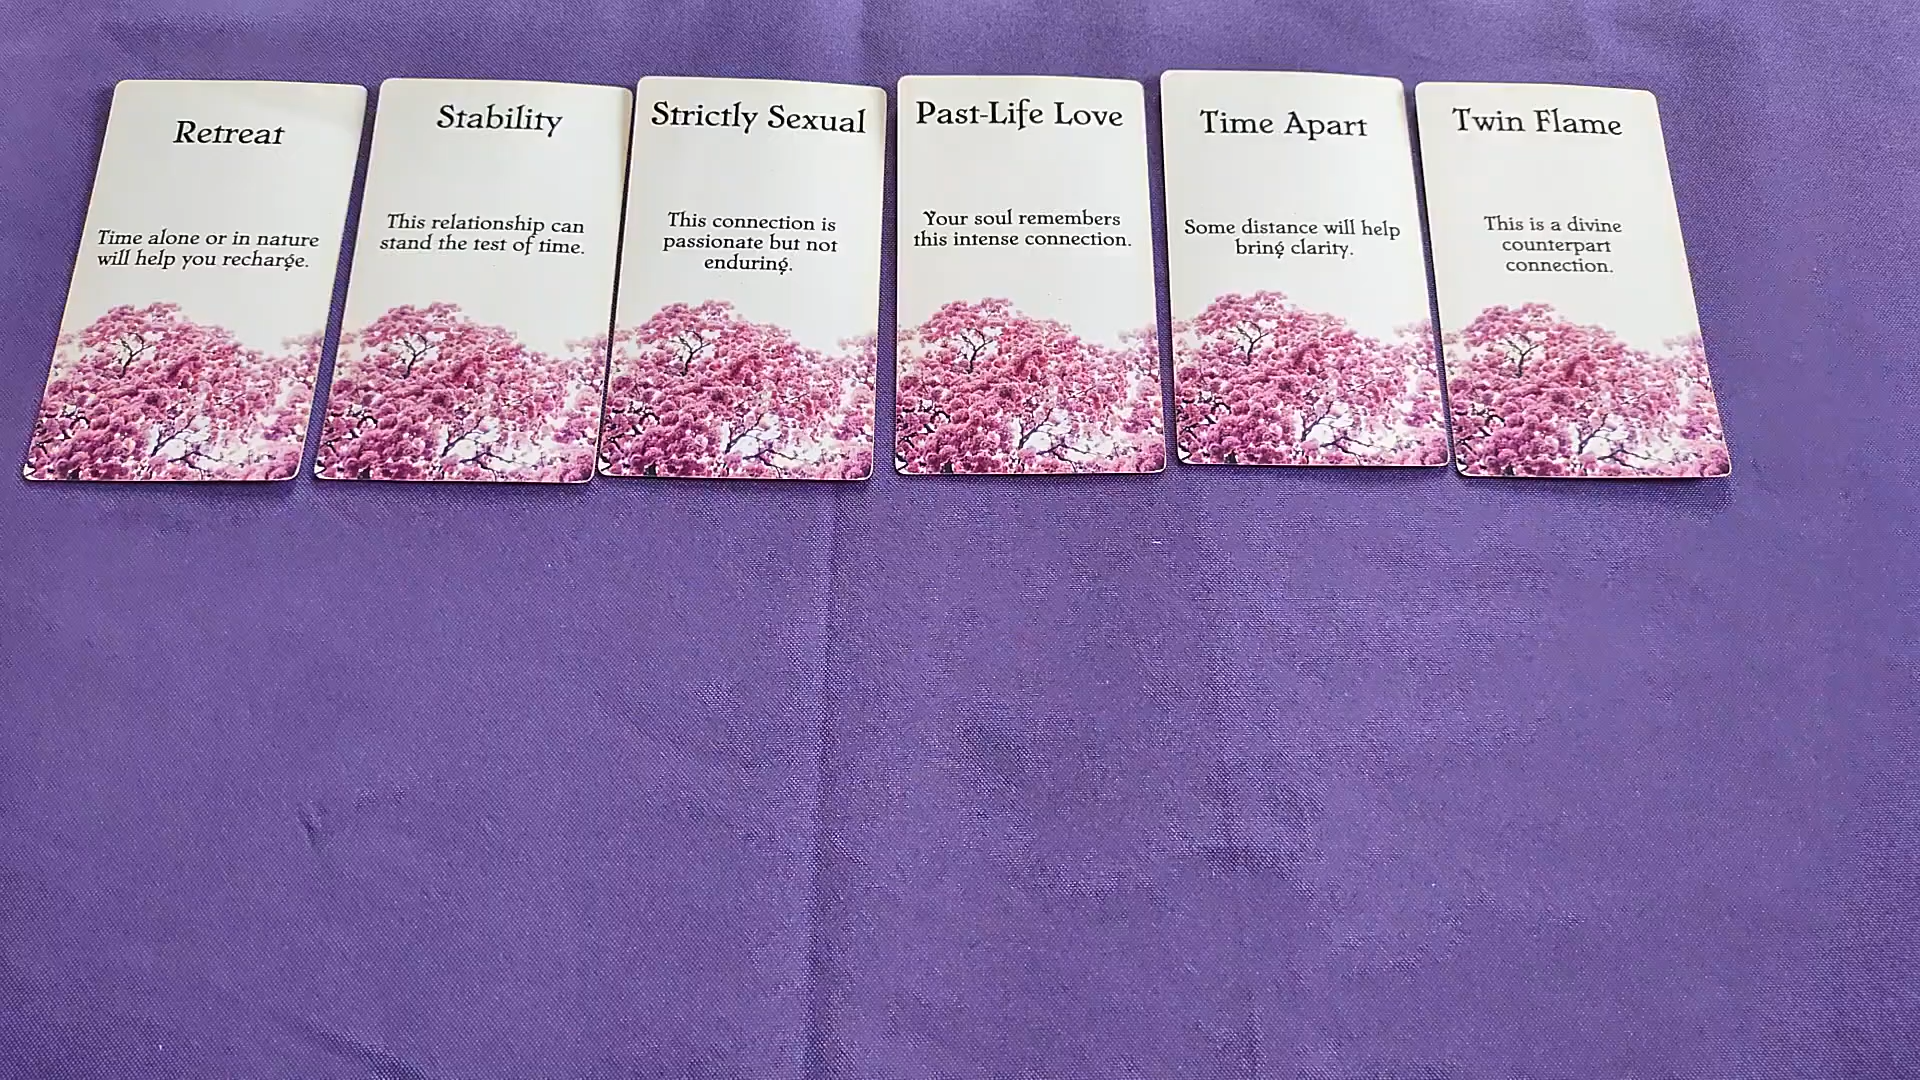 Retreat
Time alone or in nature
will help you recharge.
Stability
This relationship can
stand the test of time.
Strictly Sexual
This connection is
passionate but not
enduring.
Past-Life Love
Your soul remembers
this intense connection.
Time Apart
Some distance will help
bring clarity.
Twin Flame
This is a divine
counterpart
connection.